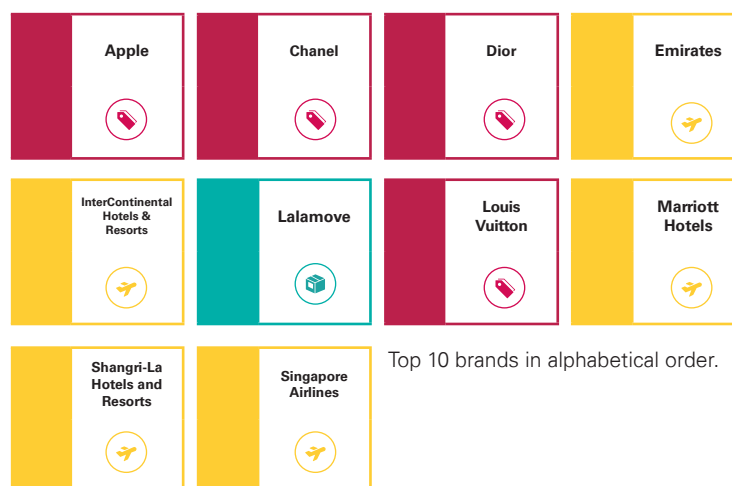 Apple
Chanel
Dior
Emirates
InterContinental
Hotels &
Resorts
Lalamove
Louis
Vuitton
Marriott
Hotels
Shangri-La
Hotels and
Resorts
Singapore
Airlines
Top 10 brands in alphabetical order.